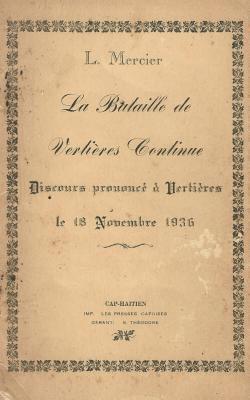 L. Mercier
La Bataille de
Vertières Continue
Discours prononcé à Vertières
le 18 Novembre 1936
CAP-HAITIEN
IMP. LES PRESSES CAPOISES
GERANT: S. THEODORE